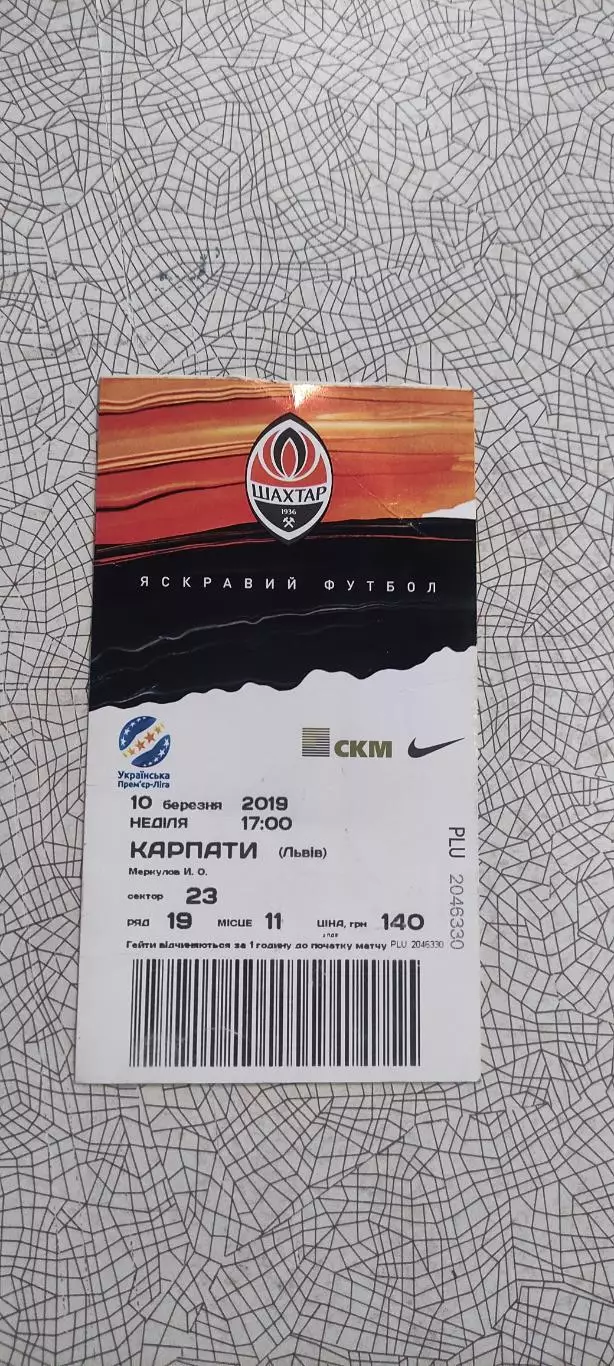 ШАХТАР
1936
ЯСКРАВИЙ ФУТБОЛ
Українська
Прем'єр-Ліга
СКМ
10 березня 2019
НЕДІЛЯ 17:00
КАРПАТИ (Львів)
Меркулов И. О.
сектор 23
РЯД 19 МІСЦЕ 11 ЦІНА, грн 140
Гейти відчиняються за 1 годину до початку матчу PLU 2046330
PLU 2046330